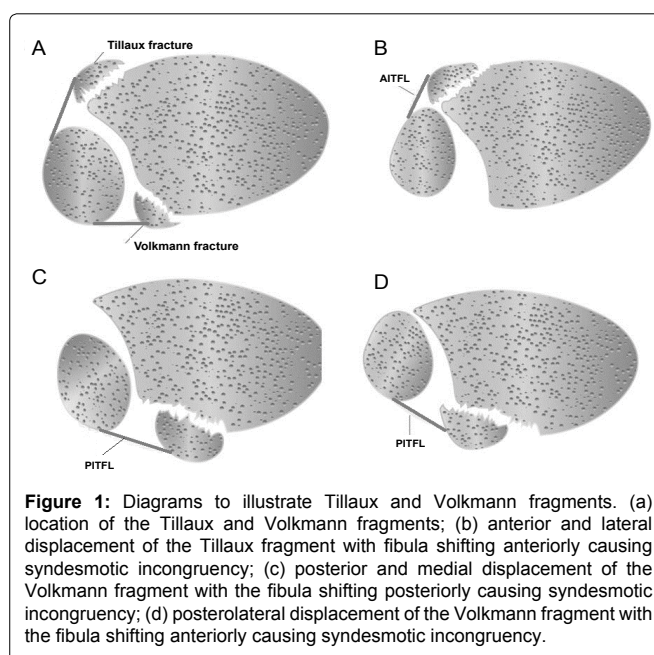 A
Tillaux fracture
Volkmann fracture
B
AITFL
C
PITFL
D
PITFL
Figure 1: Diagrams to illustrate Tillaux and Volkmann fragments. (a)
location of the Tillaux and Volkmann fragments; (b) anterior and lateral
displacement of the Tillaux fragment with fibula shifting anteriorly causing
syndesmotic incongruency; (c) posterior and medial displacement of the
Volkmann fragment with the fibula shifting posteriorly causing syndesmotic
incongruency; (d) posterolateral displacement of the Volkmann fragment with
the fibula shifting anteriorly causing syndesmotic incongruency.